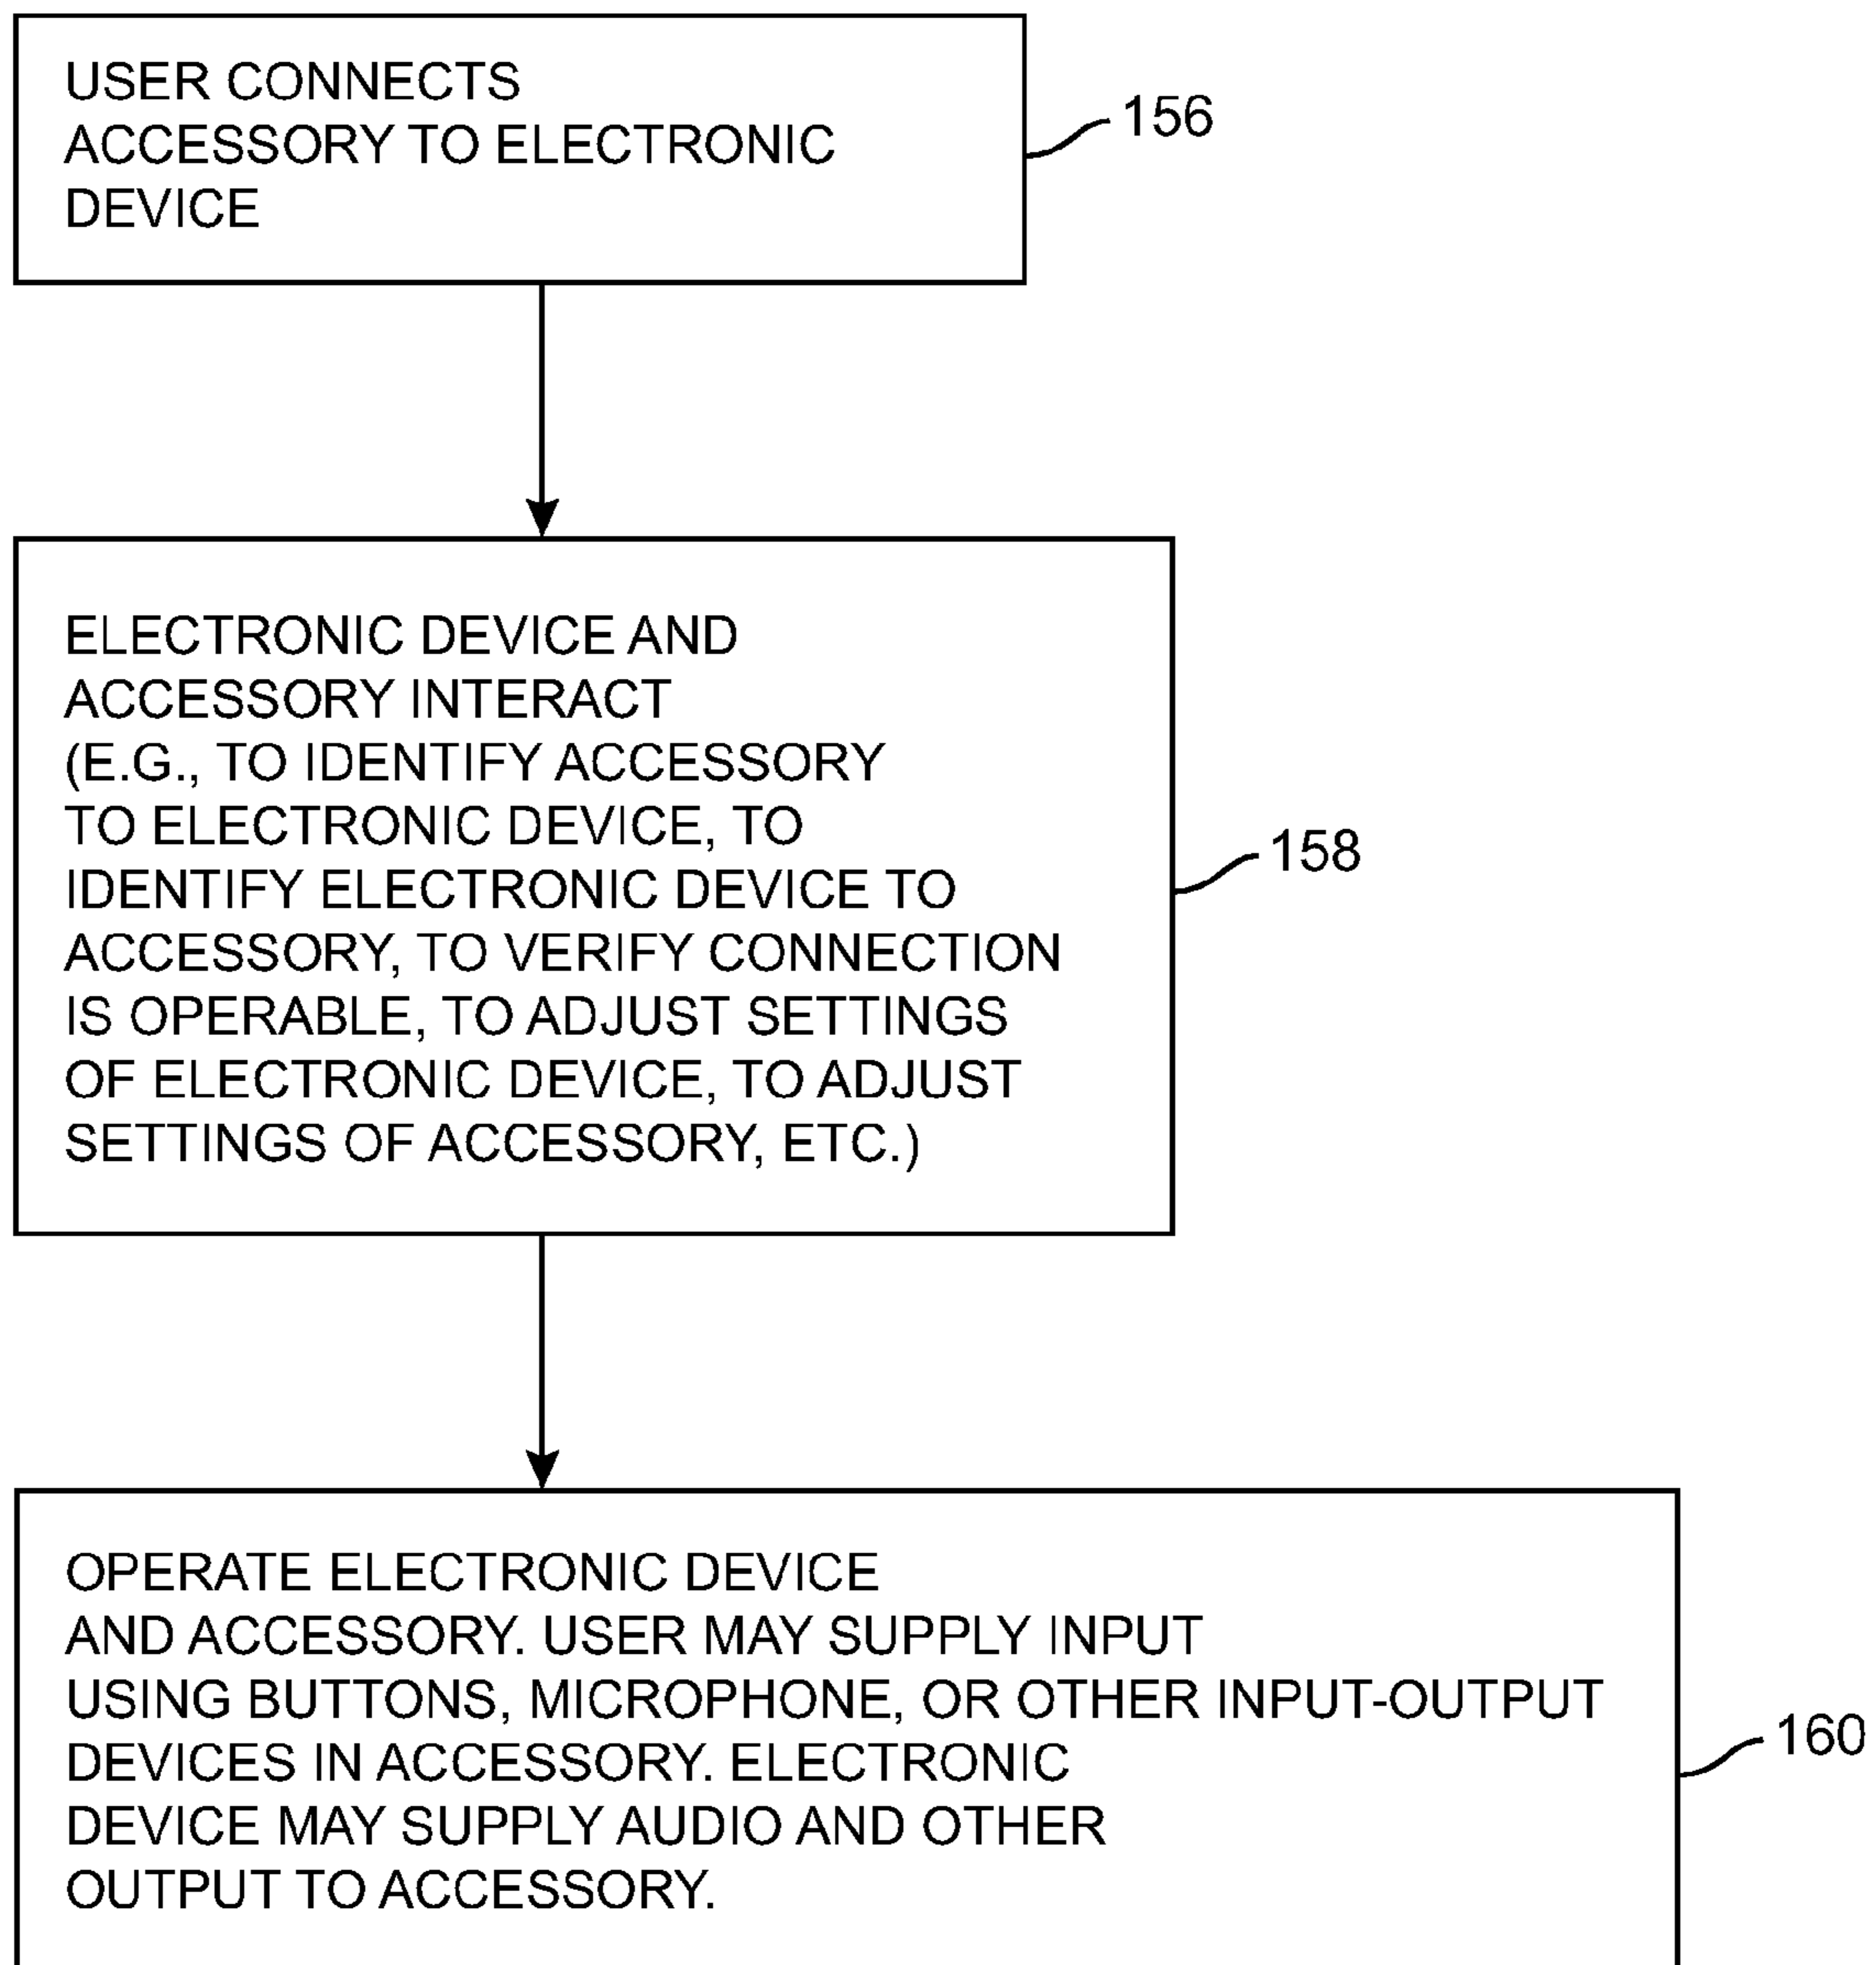 USER CONNECTS
ACCESSORY TO ELECTRONIC
DEVICE
156
ELECTRONIC DEVICE AND
ACCESSORY INTERACT
(E.G., TO IDENTIFY ACCESSORY
TO ELECTRONIC DEVICE, TO
IDENTIFY ELECTRONIC DEVICE TO
ACCESSORY, TO VERIFY CONNECTION
IS OPERABLE, TO ADJUST SETTINGS
OF ELECTRONIC DEVICE, TO ADJUST
SETTINGS OF ACCESSORY, ETC.)
158
OPERATE ELECTRONIC DEVICE
AND ACCESSORY. USER MAY SUPPLY INPUT
USING BUTTONS, MICROPHONE, OR OTHER INPUT-OUTPUT
DEVICES IN ACCESSORY. ELECTRONIC
DEVICE MAY SUPPLY AUDIO AND OTHER
OUTPUT TO ACCESSORY.
160